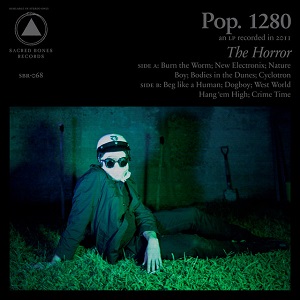 Pop. 1280
an LP recorded in 2011
The Horror
SIDE A: Burn the Worm; New Electronix; Nature
Boy; Bodies in the Dunes; Cyclotron
SIDE B: Beg like a Human; Dogboy; West World
Hang 'em High; Crime Time
SACRED BONES
RECORDS
SBR-068